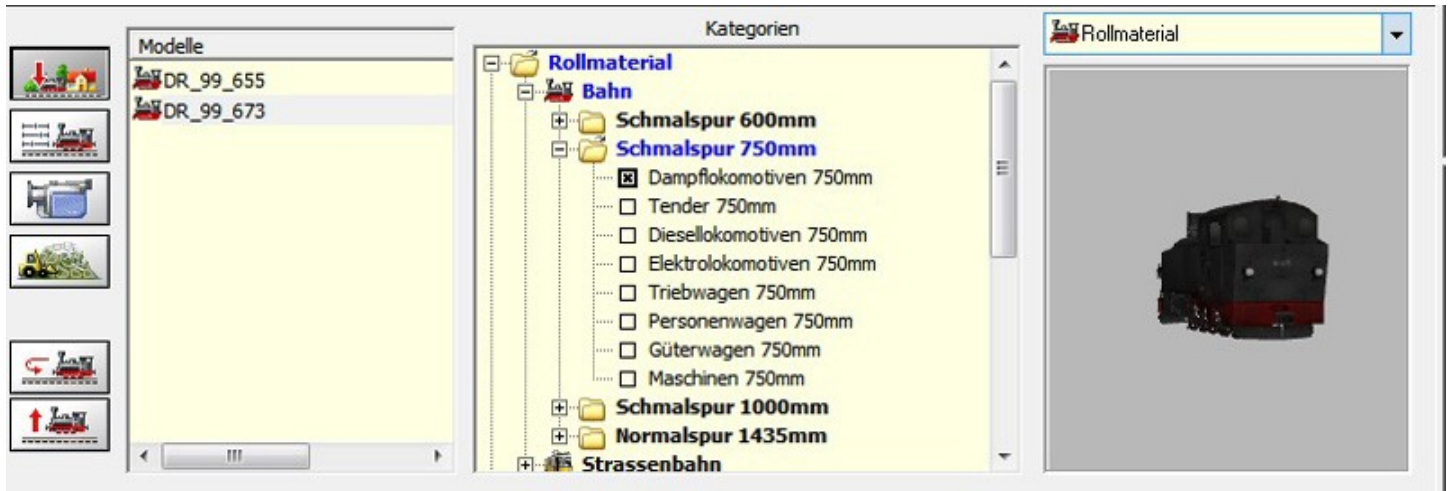 Modelle
DR_99_655
DR_99_673
Kategorien
Rollmaterial
Bahn
Schmalspur 600mm
Schmalspur 750mm
Dampflokomotiven 750mm
Tender 750mm
Diesellokomotiven 750mm
Elektrolokomotiven 750mm
Triebwagen 750mm
Personenwagen 750mm
Güterwagen 750mm
Maschinen 750mm
Schmalspur 1000mm
Normalspur 1435mm
Strassenbahn
Rollmaterial